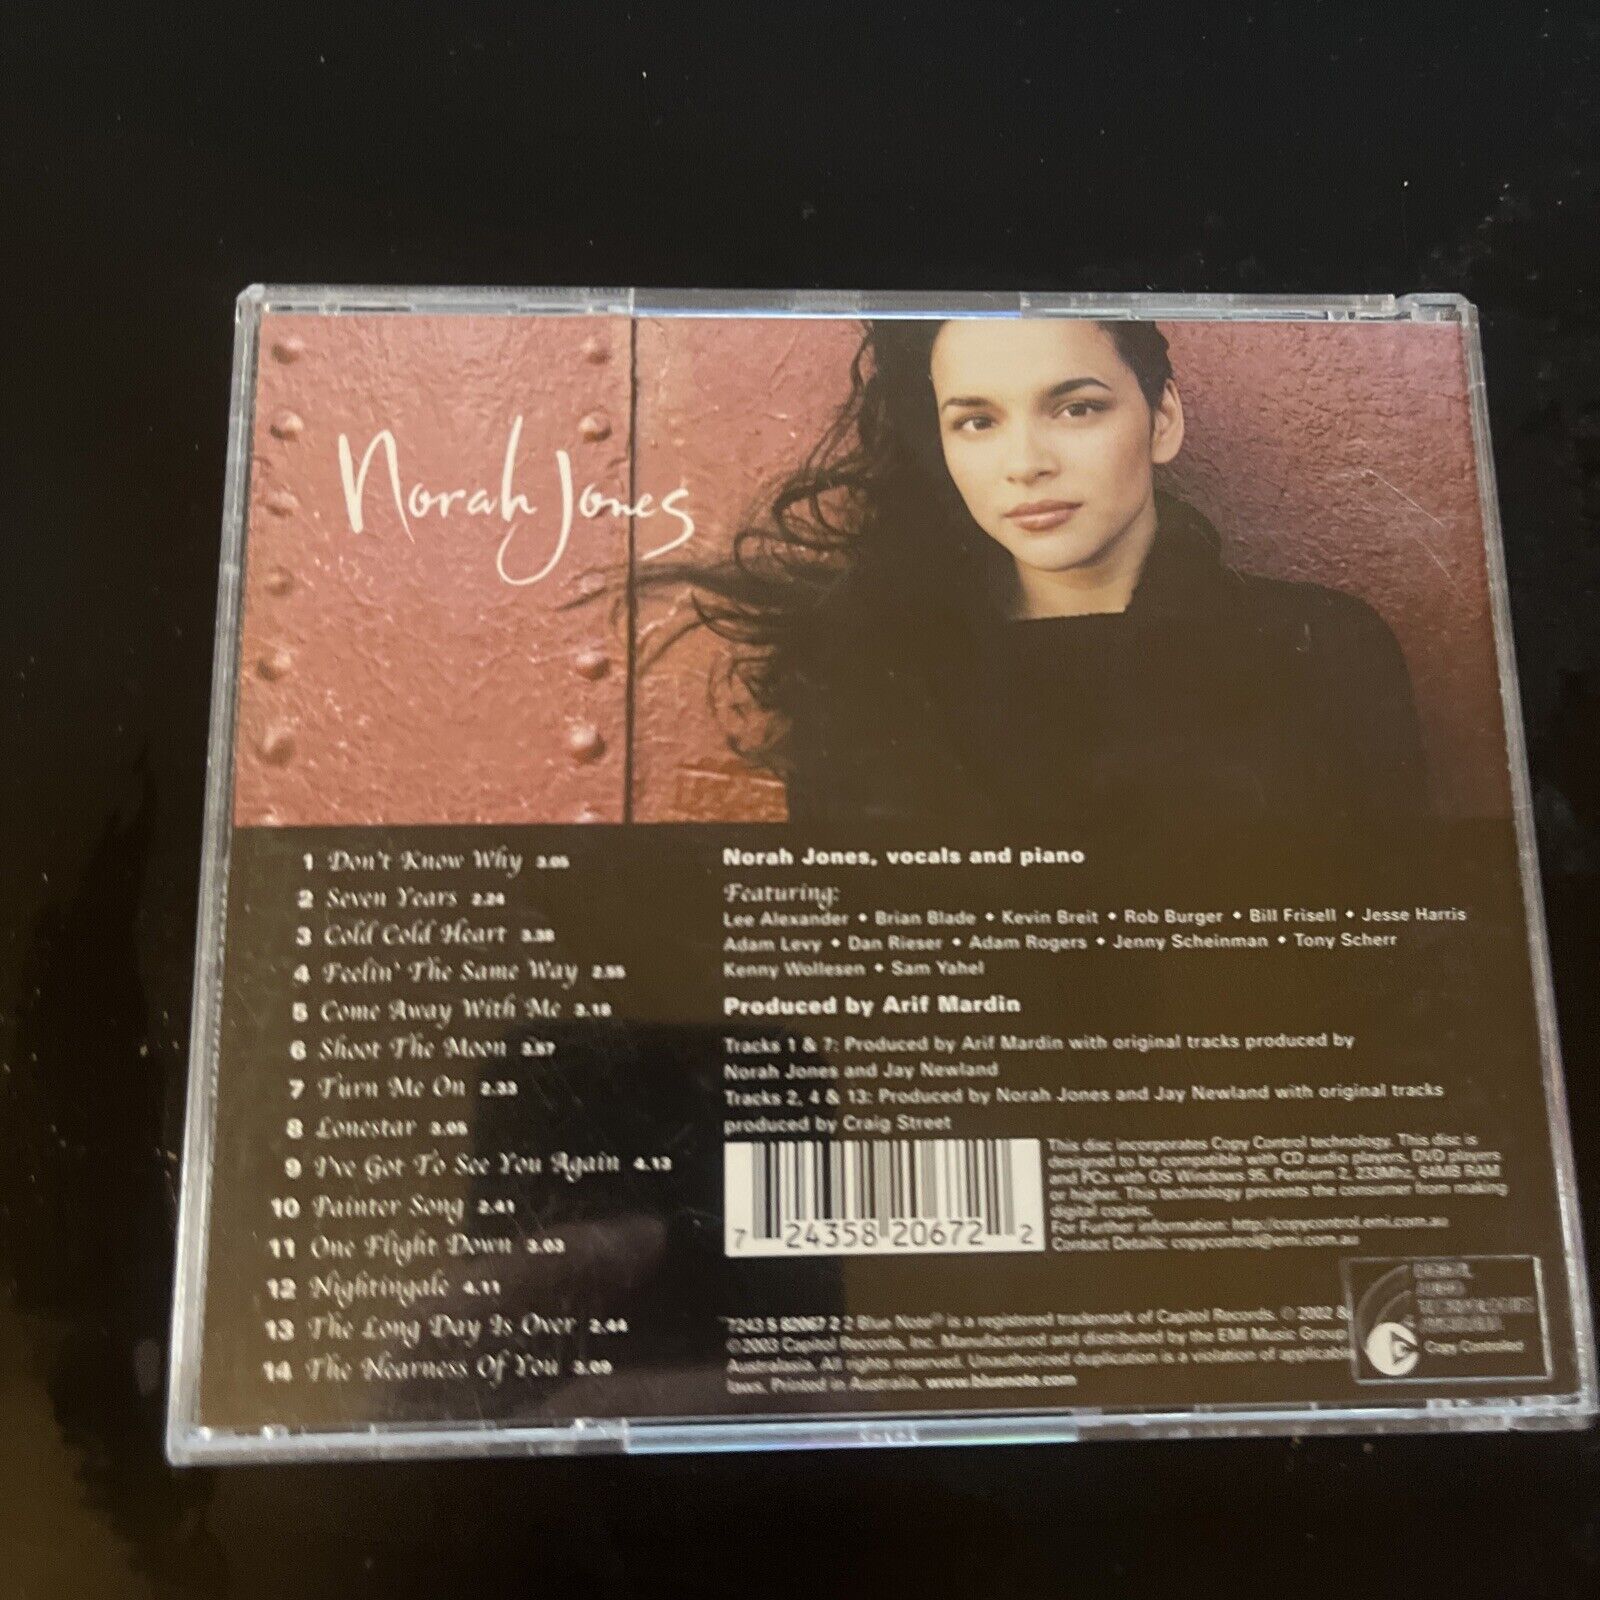 Norah Jones
1 Don't Know Why 3.05
2 Seven Years 2.24
3 Cold Cold Heart 3.38
4 Feelin' The Same Way 2.55
5 Come Away With Me 3.18
6 Shoot The Moon 3.57
7 Turn Me On 2.33
8 Lonestar 3.05
9 I've Got To See You Again 4.13
10 Painter Song 2.41
11 One Flight Down 3.03
12 Nightingale 4.11
13 The Long Day Is Over 2.44
14 The Nearness Of You 3.09
Norah Jones, vocals and piano
Featuring:
Lee Alexander • Brian Blade • Kevin Breit • Rob Burger • Bill Frisell • Jesse Harris
Adam Levy • Dan Rieser • Adam Rogers • Jenny Scheinman • Tony Scherr
Kenny Wollesen • Sam Yahel
Produced by Arif Mardin
Tracks 1 & 7: Produced by Arif Mardin with original tracks produced by
Norah Jones and Jay Newland
Tracks 2, 4 & 13: Produced by Norah Jones and Jay Newland with original tracks
produced by Craig Street
7 24358 20672 2
This disc incorporates Copy Control technology. This disc is
designed to be compatible with CD audio players, DVD players
and PCs with OS Windows 95, Pentium 2, 233Mhz, 64MB RAM
or higher. This technology prevents the consumer from making
digital copies.
For Further information: http://copycontrol.emi.com.au
Contact Details: copycontrol@emi.com.au
7243 5 82067 2 2 Blue Note® is a registered trademark of Capitol Records. © 2002 &
©2003 Capitol Records, Inc. Manufactured and distributed by the EMI Music Group
Australasia. All rights reserved. Unauthorized duplication is a violation of applicable
laws. Printed in Australia. www.bluenote.com
Copy Controlled